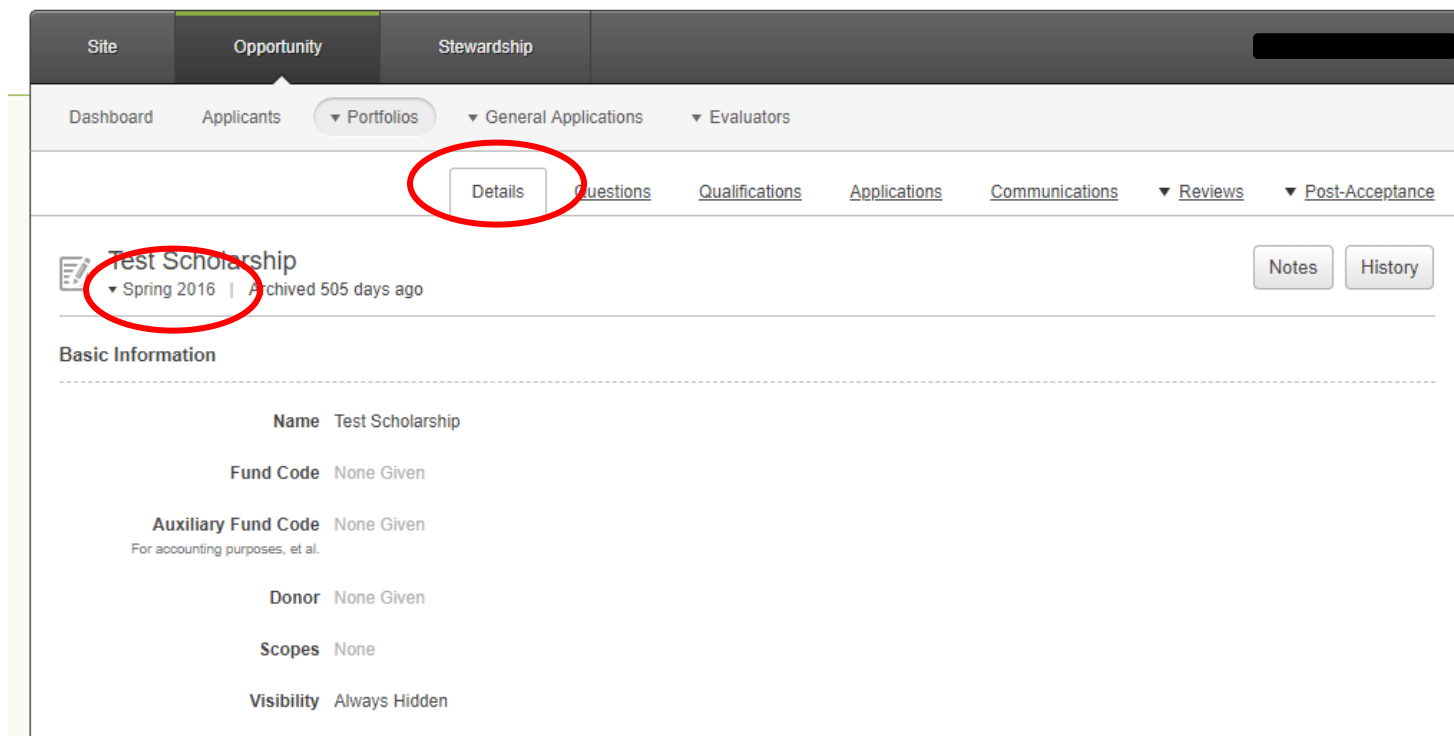 Site Opportunity Stewardship
Dashboard Applicants ▾ Portfolios ▾ General Applications ▾ Evaluators
Details Questions Qualifications Applications Communications ▼ Reviews ▼ Post-Acceptance
Test Scholarship
▾ Spring 2016 | Archived 505 days ago
Notes History
Basic Information
Name Test Scholarship
Fund Code None Given
Auxiliary Fund Code None Given
For accounting purposes, et al.
Donor None Given
Scopes None
Visibility Always Hidden